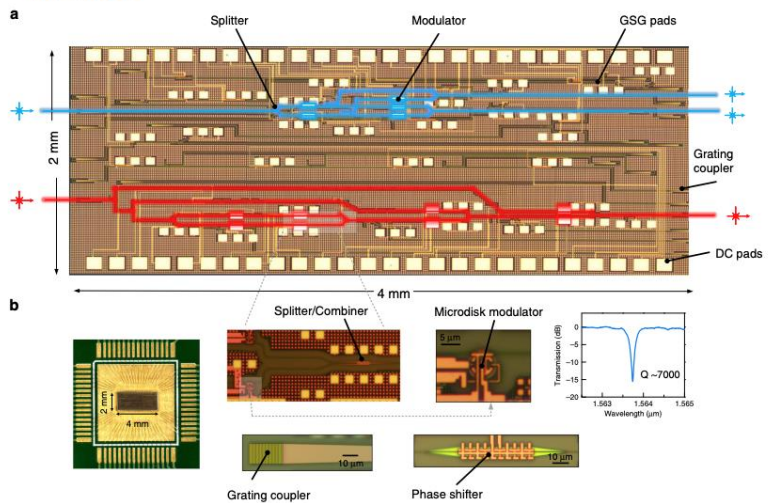 a
Splitter
Modulator
GSG pads
2 mm
Grating
coupler
DC pads
4 mm
b
Splitter/Combiner
Microdisk modulator
5 μm
2 mm
4 mm
0
−5
−10
−15
−20
Transmission (dB)
Q ~7000
1.563
1.564
1.565
Wavelength (μm)
10 μm
Grating coupler
10 μm
Phase shifter